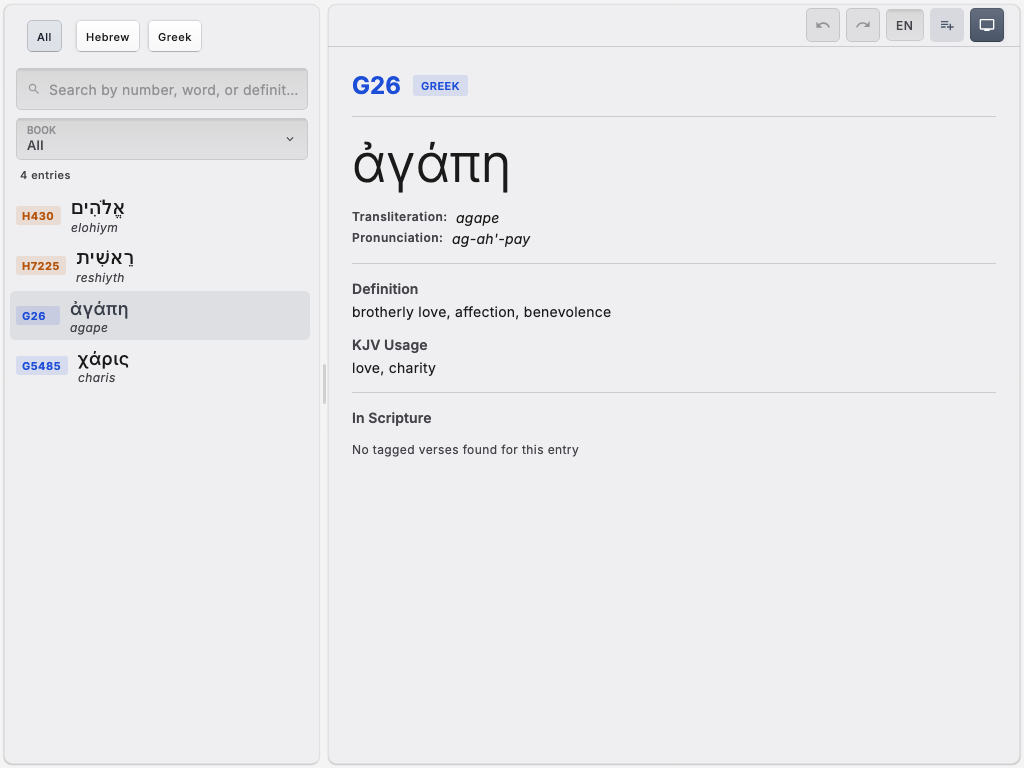 All
Hebrew
Greek
Search by number, word, or definit...
BOOK
All
4 entries
H430
אֱלֹהִים
elohiym
H7225
רֵאשִׁית
reshiyth
G26
ἀγάπη
agape
G5485
χάρις
charis
EN
G26 GREEK
ἀγάπη
Transliteration: agape
Pronunciation: ag-ah'-pay
Definition
brotherly love, affection, benevolence
KJV Usage
love, charity
In Scripture
No tagged verses found for this entry